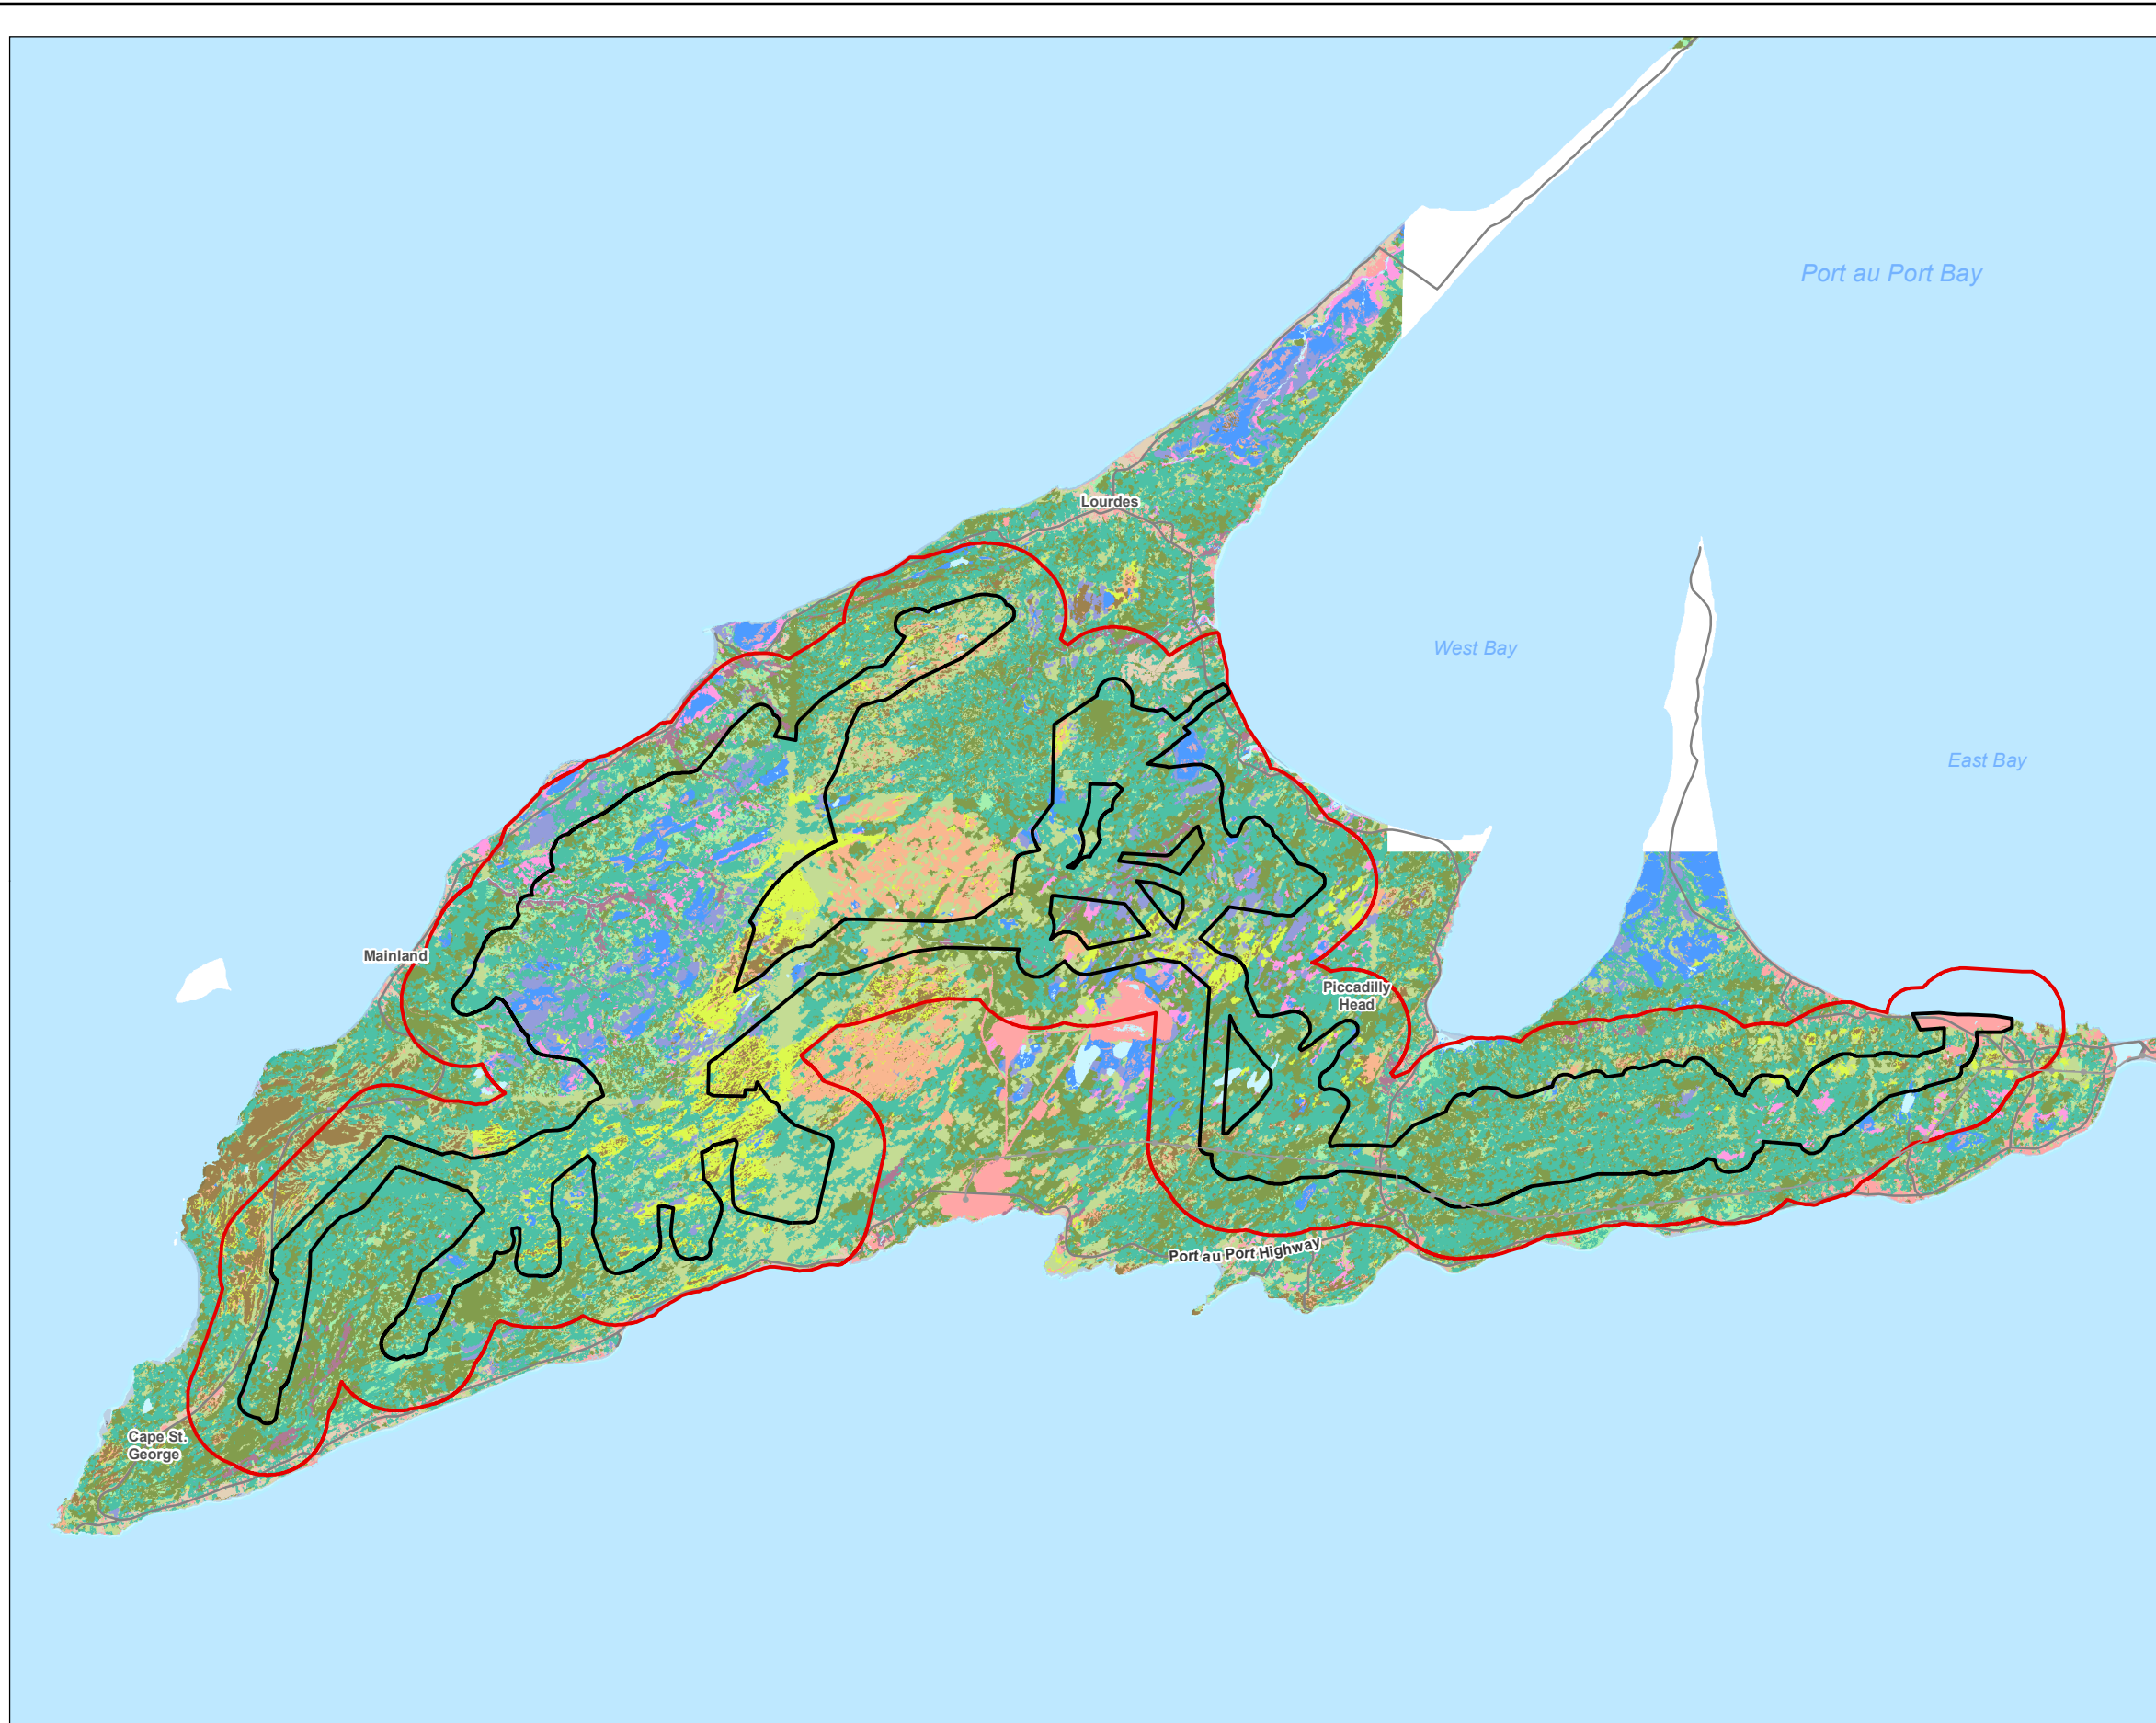 Port au Port Bay
Lourdes
West Bay
East Bay
Mainland
Piccadilly
Head
Port au Port Highway
Cape St.
George